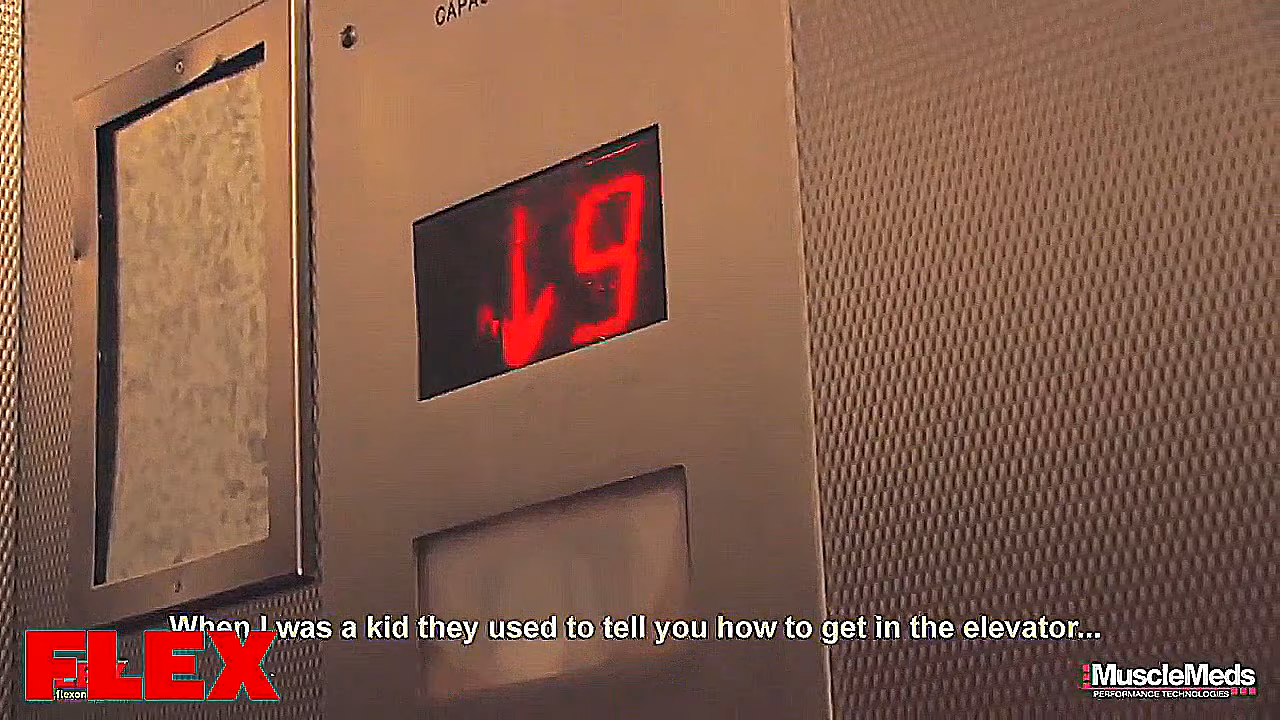 9
When I was a kid they used to tell you how to get in the elevator...
FLEX
MuscleMeds
PERFORMANCE TECHNOLOGIES